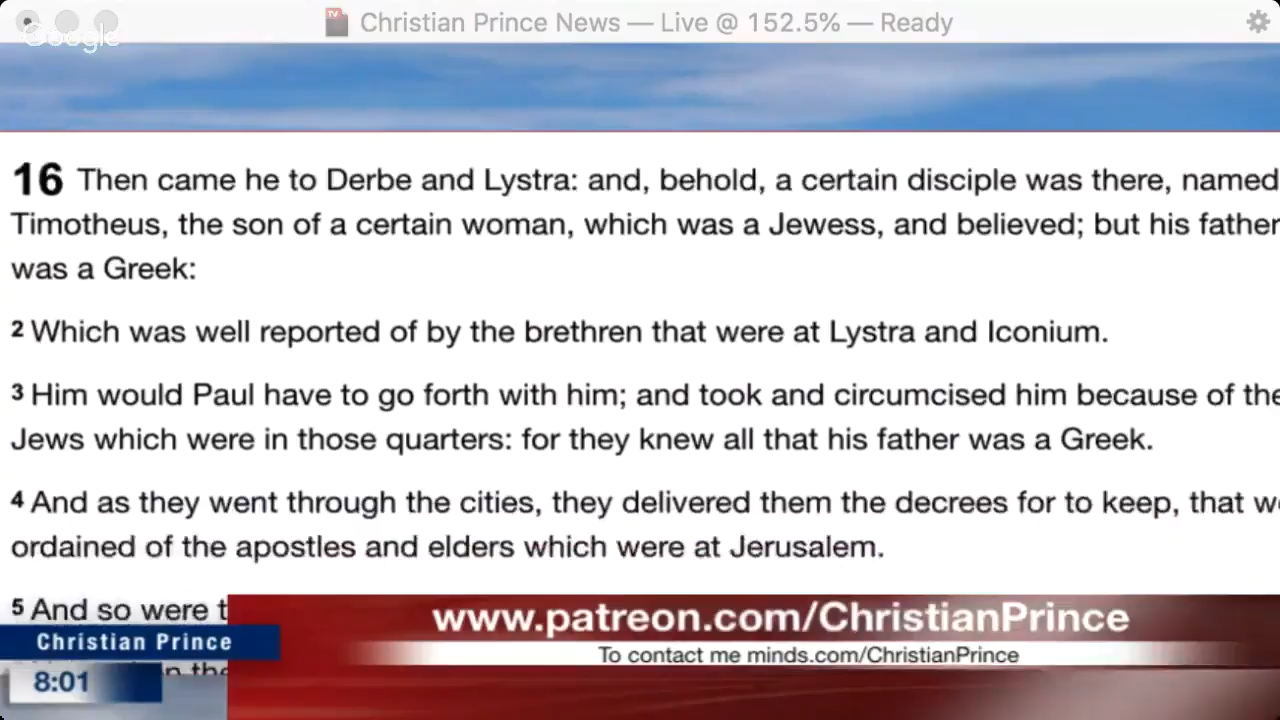 TV
Christian Prince News — Live @ 152.5% — Ready
Google
16 Then came he to Derbe and Lystra: and, behold, a certain disciple was there, named
Timotheus, the son of a certain woman, which was a Jewess, and believed; but his father
was a Greek:
2 Which was well reported of by the brethren that were at Lystra and Iconium.
3 Him would Paul have to go forth with him; and took and circumcised him because of the
Jews which were in those quarters: for they knew all that his father was a Greek.
4 And as they went through the cities, they delivered them the decrees for to keep, that
ordained of the apostles and elders which were at Jerusalem.
5 And so were
www.patreon.com/ChristianPrince
Christian Prince
To contact me minds.com/ChristianPrince
8:01